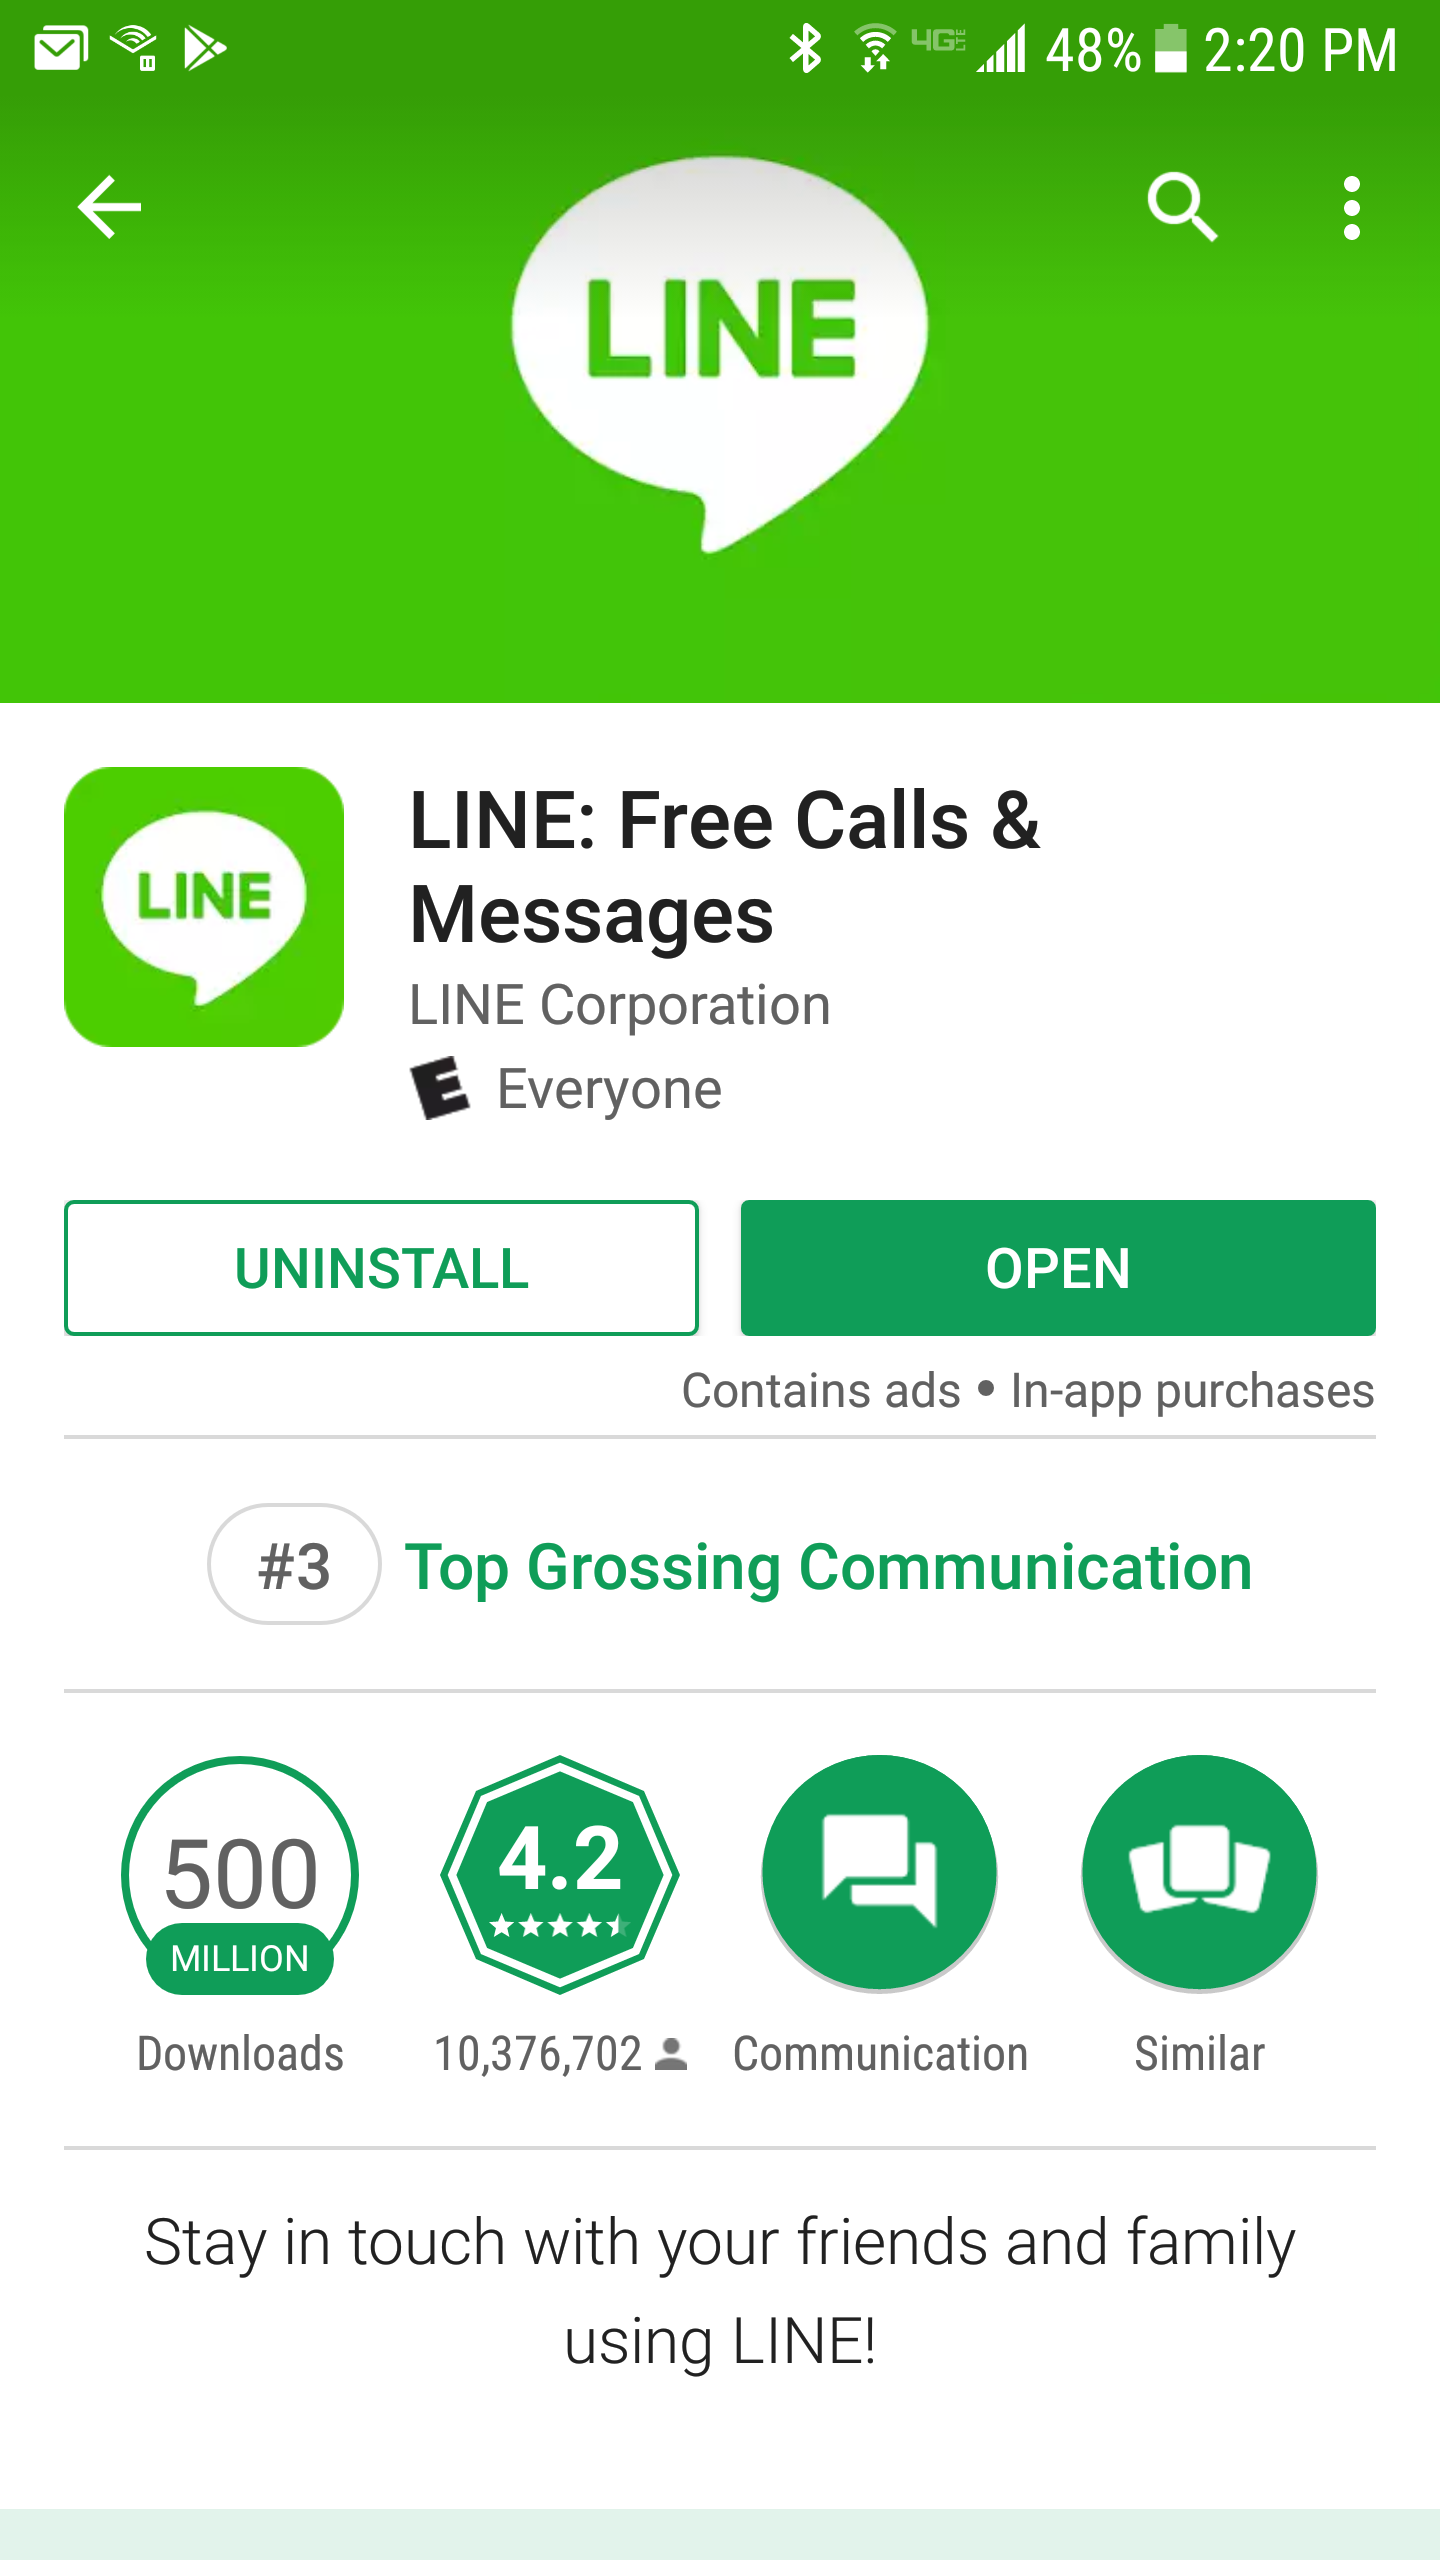 4G LTE 48% 2:20 PM
LINE
LINE
LINE: Free Calls &
Messages
LINE Corporation
E Everyone
UNINSTALL
OPEN
Contains ads • In-app purchases
#3 Top Grossing Communication
500
MILLION
4.2
Downloads
10,376,702
Communication
Similar
Stay in touch with your friends and family
using LINE!